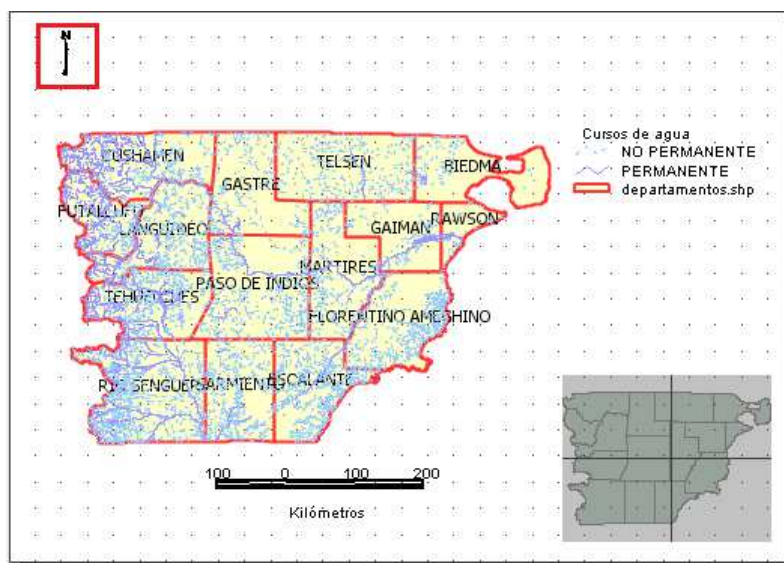 N
Cursos de agua
NO PERMANENTE
PERMANENTE
departamentos.shp
CUSHAMEN
GASTRE
TELSEN
BIEDMA
FUTALEUFU
LANGUIÑEO
GAIMAN
RAWSON
MARTIRES
TEHUELCHES
PASO DE INDIOS
FLORENTINO AMEGHINO
RIO SENGUER
SARMIENTO
ESCALANTE
100 0 100 200
Kilómetros